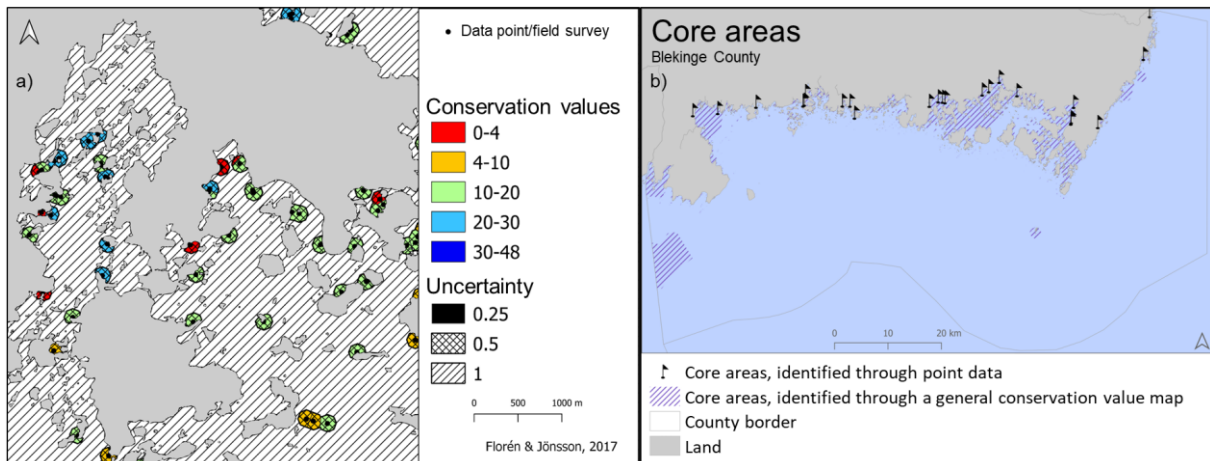 a)
Data point/field survey
Conservation values
0-4
4-10
10-20
20-30
30-48
Uncertainty
0.25
0.5
1
0 500 1000 m
Florén & Jönsson, 2017
Core areas
Blekinge County
b)
0 10 20 km
Core areas, identified through point data
Core areas, identified through a general conservation value map
County border
Land